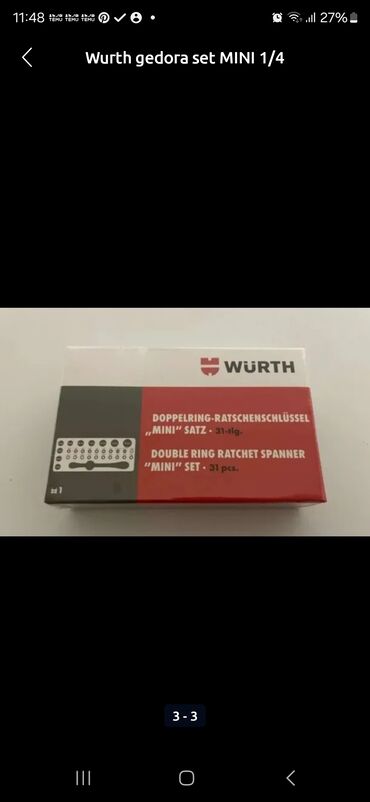 11:48
27%
Wurth gedora set MINI 1/4
WÜRTH
DOPPELRING-RATSCHENSCHLÜSSEL
„MINI” SATZ · 31-tlg.
DOUBLE RING RATCHET SPANNER
"MINI" SET · 31 pcs.
1
3 - 3